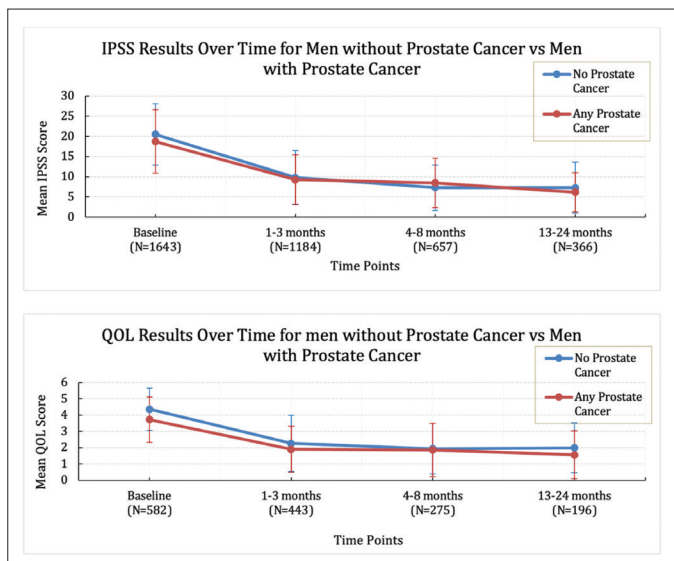 IPSS Results Over Time for Men without Prostate Cancer vs Men
with Prostate Cancer
No Prostate
Cancer
Any Prostate
Cancer
Mean IPSS Score
30
25
20
15
10
5
0
Baseline
(N=1643)
1-3 months
(N=1184)
4-8 months
(N=657)
13-24 months
(N=366)
Time Points
QOL Results Over Time for men without Prostate Cancer vs Men
with Prostate Cancer
No Prostate
Cancer
Any Prostate
Cancer
Mean QOL Score
6
5
4
3
2
1
0
Baseline
(N=582)
1-3 months
(N=443)
4-8 months
(N=275)
13-24 months
(N=196)
Time Points